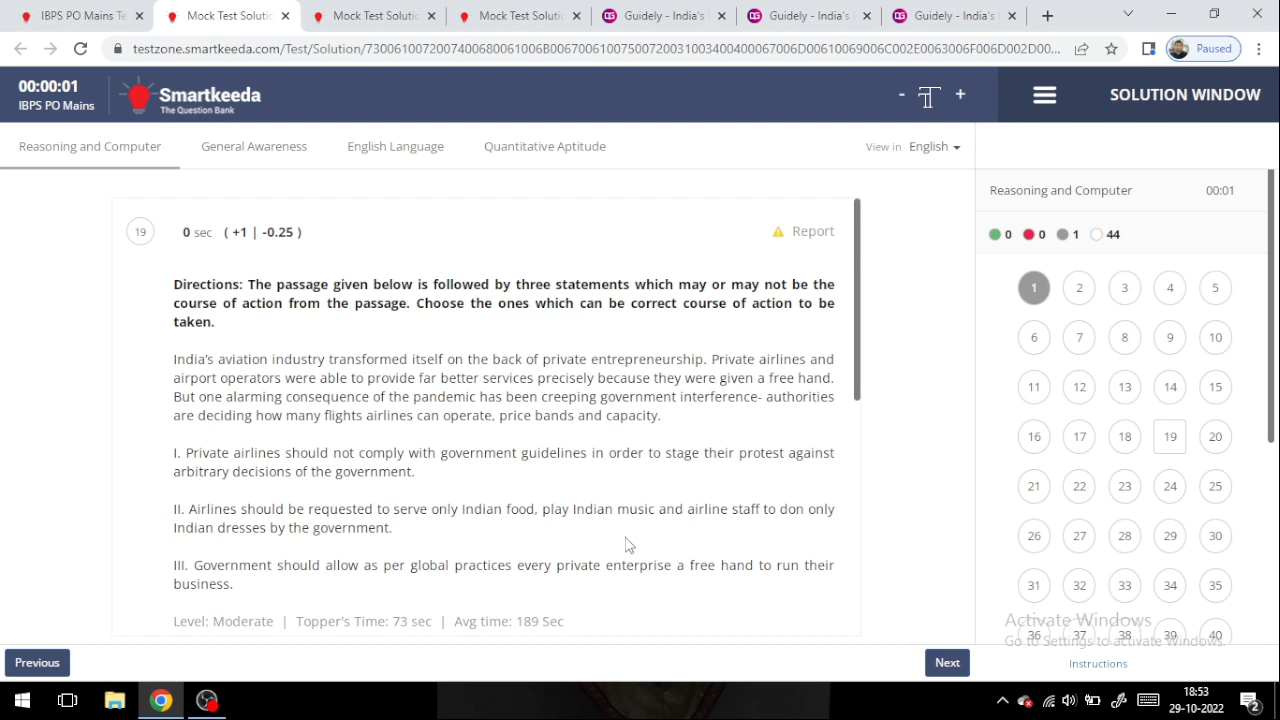 IBPS PO Mains Te
Mock Test Solutic
Mock Test Solutic
Mock Test Solutic
Guidely - India's
Guidely - India's
Guidely - India's
testzone.smartkeeda.com/Test/Solution/730061007200740080061006B00670061007500720031003400400067006D00610069006C002E0063006F006D002D00...
Paused
00:00:01
IBPS PO Mains
Smartkeeda
The Question Bank
- T +
SOLUTION WINDOW
Reasoning and Computer
General Awareness
English Language
Quantitative Aptitude
View in English
19 0 sec ( +1 | -0.25 )
Report
Directions: The passage given below is followed by three statements which may or may not be the
course of action from the passage. Choose the ones which can be correct course of action to be
taken.
India's aviation industry transformed itself on the back of private entrepreneurship. Private airlines and
airport operators were able to provide far better services precisely because they were given a free hand.
But one alarming consequence of the pandemic has been creeping government interference- authorities
are deciding how many flights airlines can operate, price bands and capacity.
I. Private airlines should not comply with government guidelines in order to stage their protest against
arbitrary decisions of the government.
II. Airlines should be requested to serve only Indian food, play Indian music and airline staff to don only
Indian dresses by the government.
III. Government should allow as per global practices every private enterprise a free hand to run their
business.
Level: Moderate | Topper's Time: 73 sec | Avg time: 189 Sec
Previous
Next
Reasoning and Computer 00:01
0 0 1 44
1 2 3 4 5
6 7 8 9 10
11 12 13 14 15
16 17 18 19 20
21 22 23 24 25
26 27 28 29 30
31 32 33 34 35
36 37 38 39 40
Activate Windows
Go to Settings to activate Windows.
Instructions
18:53
29-10-2022
2